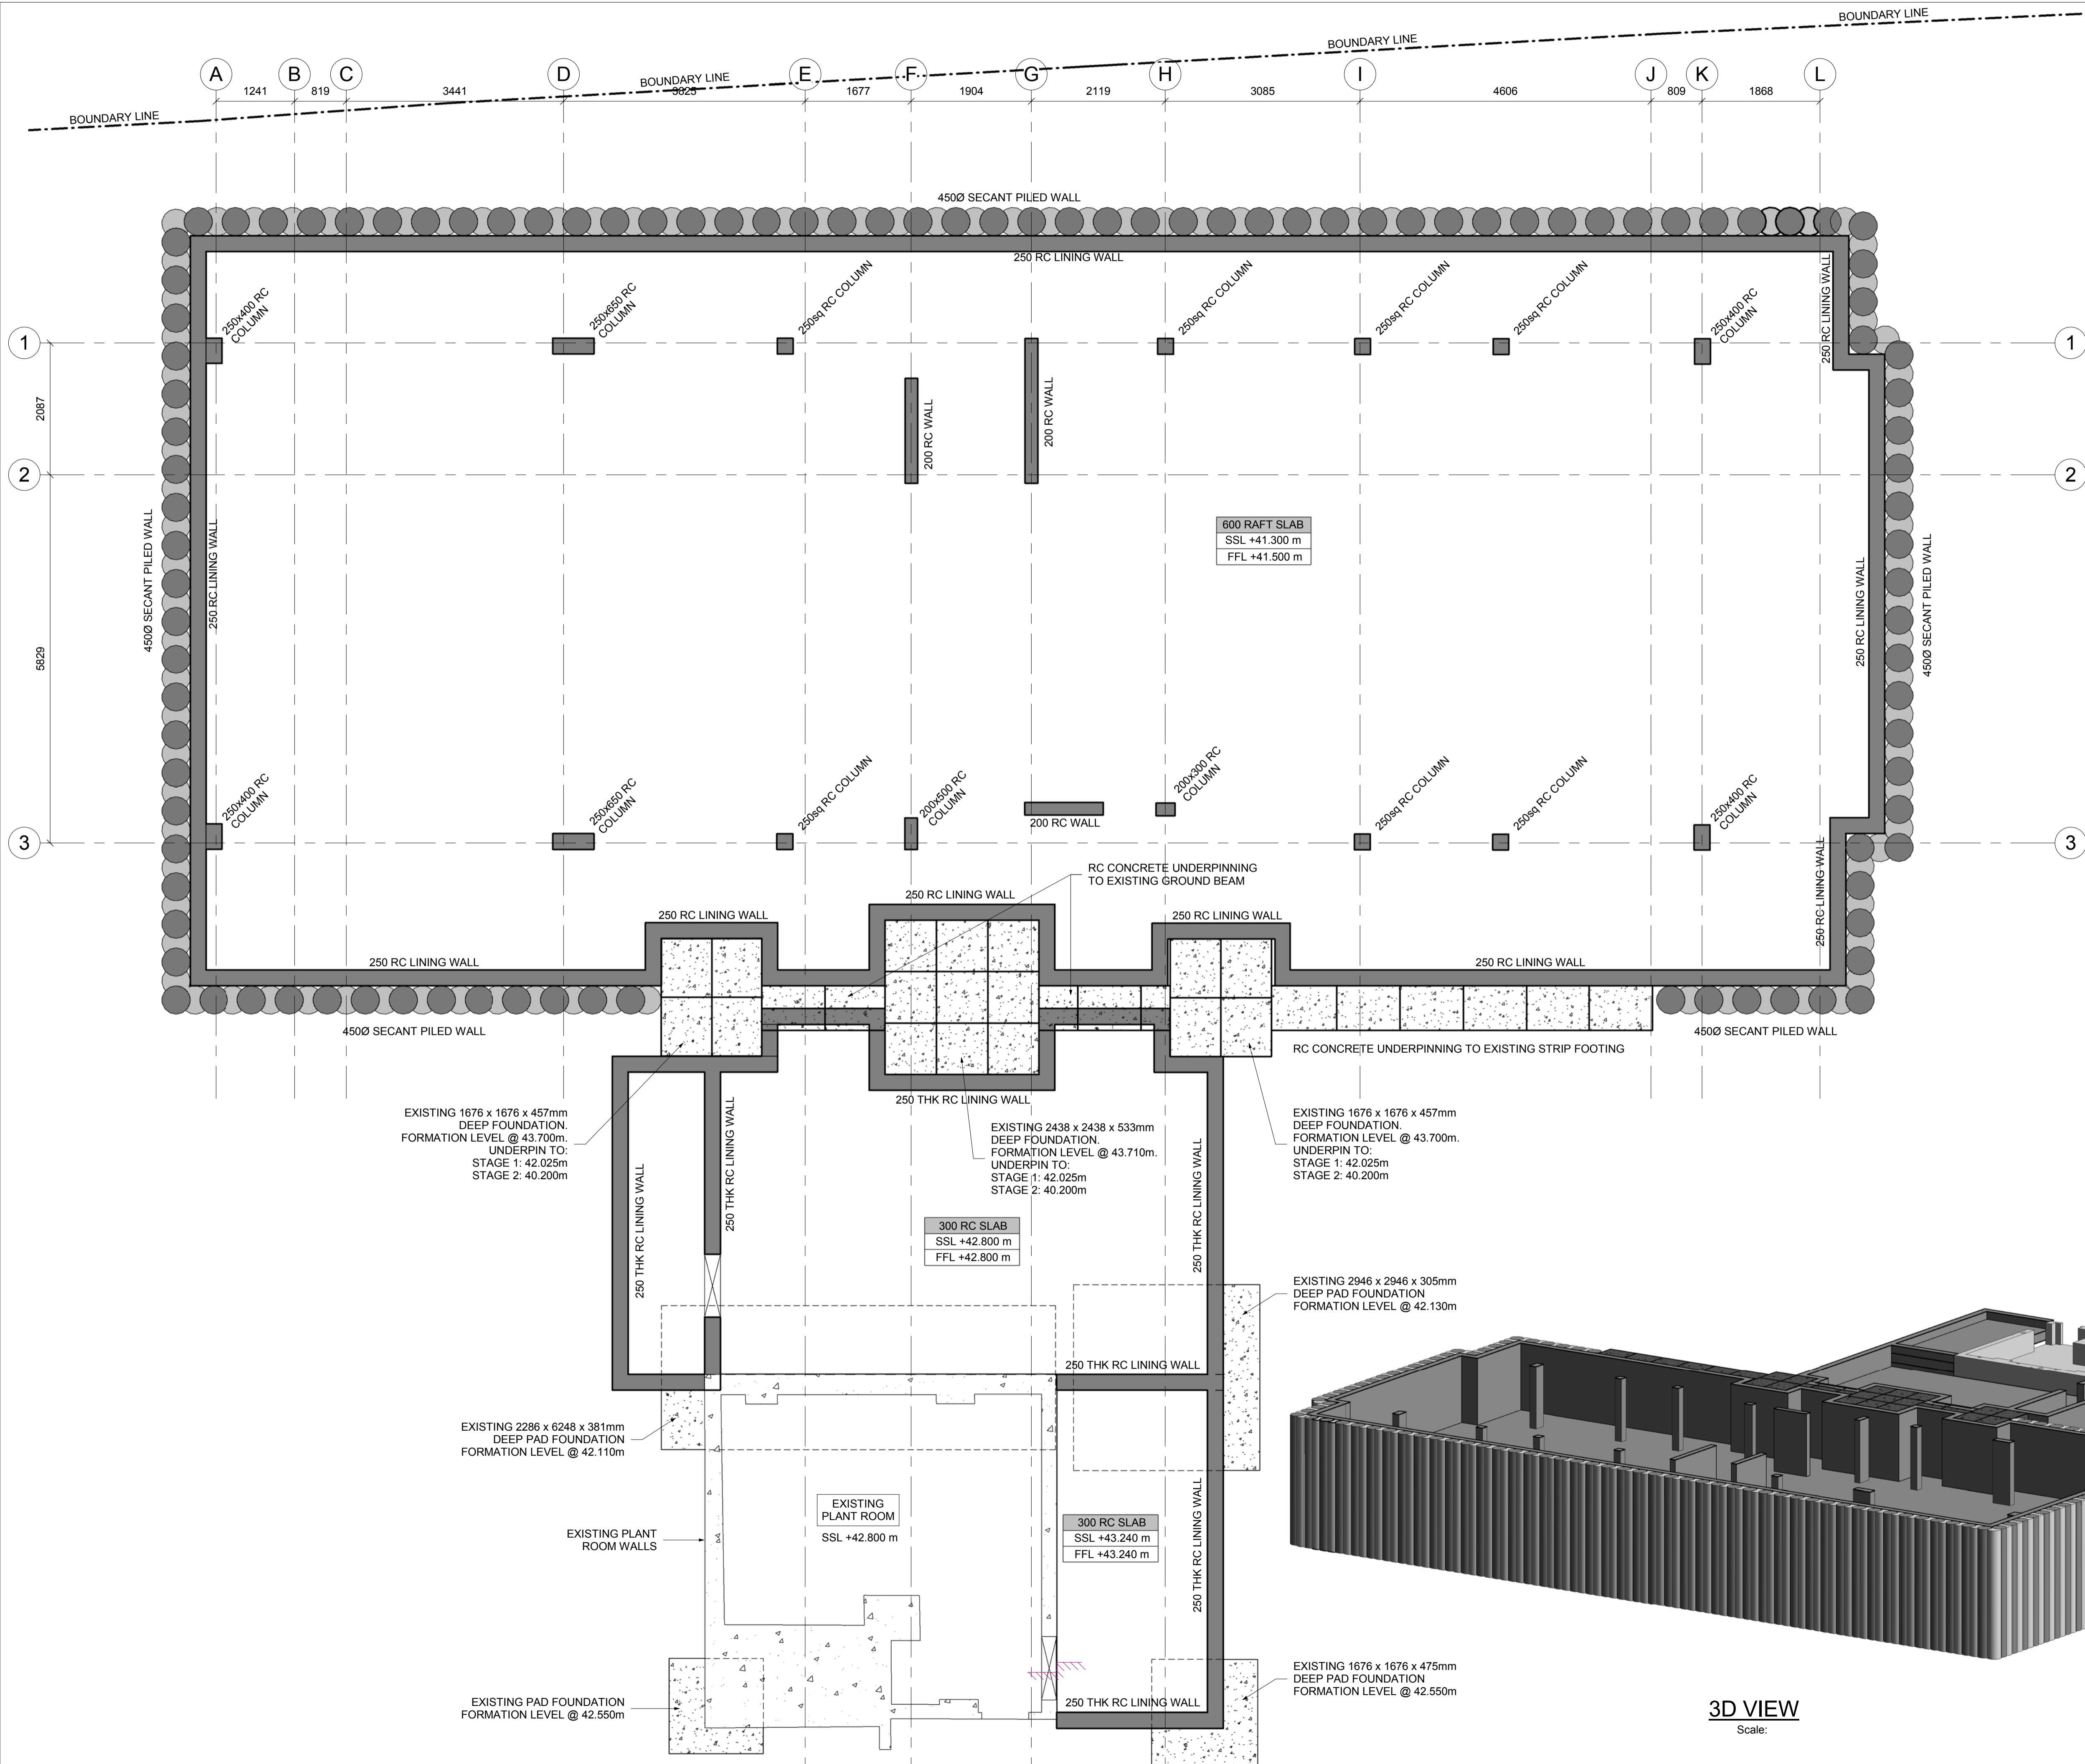 BOUNDARY LINE
BOUNDARY LINE
BOUNDARY LINE
BOUNDARY LINE
A B C D E F G H I J K L
1241 819 3441 3825 1677 1904 2119 3085 4606 809 1868
450Ø SECANT PILED WALL
250 RC LINING WALL
250 RC LINING WALL
250x400 RC
COLUMN
250x650 RC
COLUMN
250sq RC COLUMN
250sq RC COLUMN
250sq RC COLUMN
250sq RC COLUMN
250x400 RC
COLUMN
1
1
2087
200 RC WALL
200 RC WALL
2
2
600 RAFT SLAB
SSL +41.300 m
FFL +41.500 m
450Ø SECANT PILED WALL
250 RC LINING WALL
250 RC LINING WALL
450Ø SECANT PILED WALL
5829
250x400 RC
COLUMN
250x650 RC
COLUMN
250sq RC COLUMN
200x500 RC
COLUMN
200 RC WALL
200x300 RC
COLUMN
250sq RC COLUMN
250sq RC COLUMN
250x400 RC
COLUMN
3
3
RC CONCRETE UNDERPINNING
TO EXISTING GROUND BEAM
250 RC LINING WALL
250 RC LINING WALL
250 RC LINING WALL
250 RC LINING WALL
250 RC LINING WALL
250 RC LINING WALL
450Ø SECANT PILED WALL
450Ø SECANT PILED WALL
RC CONCRETE UNDERPINNING TO EXISTING STRIP FOOTING
250 THK RC LINING WALL
EXISTING 1676 x 1676 x 457mm
DEEP FOUNDATION.
FORMATION LEVEL @ 43.700m.
UNDERPIN TO:
STAGE 1: 42.025m
STAGE 2: 40.200m
EXISTING 2438 x 2438 x 533mm
DEEP FOUNDATION.
FORMATION LEVEL @ 43.710m.
UNDERPIN TO:
STAGE 1: 42.025m
STAGE 2: 40.200m
EXISTING 1676 x 1676 x 457mm
DEEP FOUNDATION.
FORMATION LEVEL @ 43.700m.
UNDERPIN TO:
STAGE 1: 42.025m
STAGE 2: 40.200m
250 THK RC LINING WALL
250 THK RC LINING WALL
250 THK RC LINING WALL
300 RC SLAB
SSL +42.800 m
FFL +42.800 m
EXISTING 2946 x 2946 x 305mm
DEEP PAD FOUNDATION
FORMATION LEVEL @ 42.130m
250 THK RC LINING WALL
EXISTING 2286 x 6248 x 381mm
DEEP PAD FOUNDATION
FORMATION LEVEL @ 42.110m
EXISTING
PLANT ROOM
SSL +42.800 m
EXISTING PLANT
ROOM WALLS
300 RC SLAB
SSL +43.240 m
FFL +43.240 m
250 THK RC LINING WALL
EXISTING PAD FOUNDATION
FORMATION LEVEL @ 42.550m
250 THK RC LINING WALL
EXISTING 1676 x 1676 x 475mm
DEEP PAD FOUNDATION
FORMATION LEVEL @ 42.550m
3D VIEW
Scale: